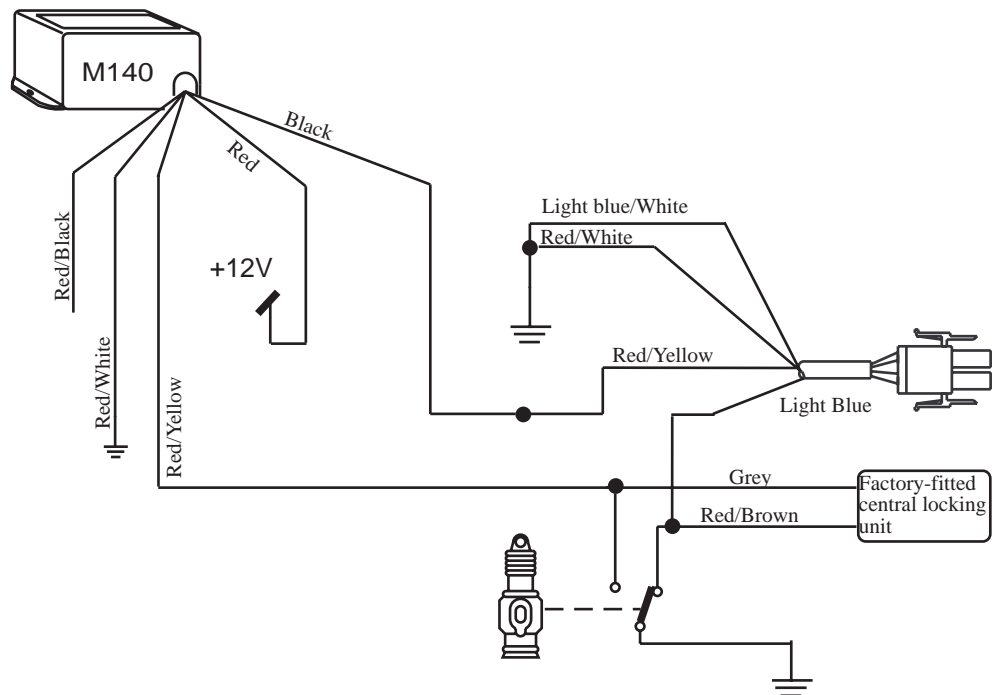 M140
Black
Red
Light blue/White
Red/White
+12V
Red/Black
Red/White
Red/Yellow
Red/Yellow
Light Blue
Grey
Red/Brown
Factory-fitted
central locking
unit